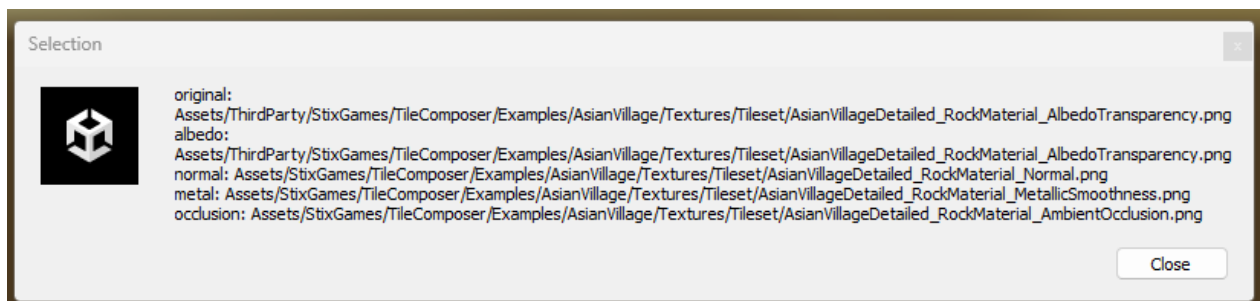 Selection
x
original:
Assets/ThirdParty/StixGames/TileComposer/Examples/AsianVillage/Textures/Tileset/AsianVillageDetailed_RockMaterial_AlbedoTransparency.png
albedo:
Assets/ThirdParty/StixGames/TileComposer/Examples/AsianVillage/Textures/Tileset/AsianVillageDetailed_RockMaterial_AlbedoTransparency.png
normal: Assets/StixGames/TileComposer/Examples/AsianVillage/Textures/Tileset/AsianVillageDetailed_RockMaterial_Normal.png
metal: Assets/StixGames/TileComposer/Examples/AsianVillage/Textures/Tileset/AsianVillageDetailed_RockMaterial_MetallicSmoothness.png
occlusion: Assets/StixGames/TileComposer/Examples/AsianVillage/Textures/Tileset/AsianVillageDetailed_RockMaterial_AmbientOcclusion.png
Close